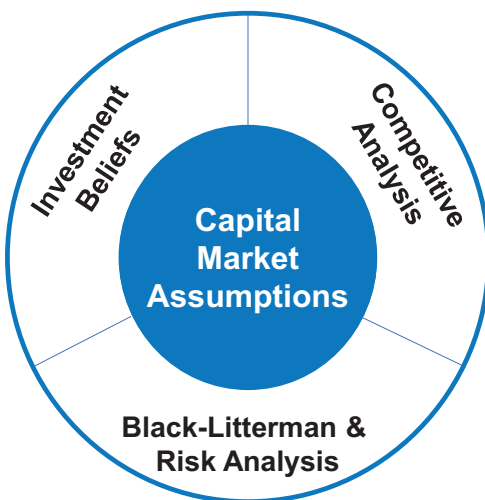 Investment
Beliefs
Competitive
Analysis
Capital
Market
Assumptions
Black-Litterman &
Risk Analysis